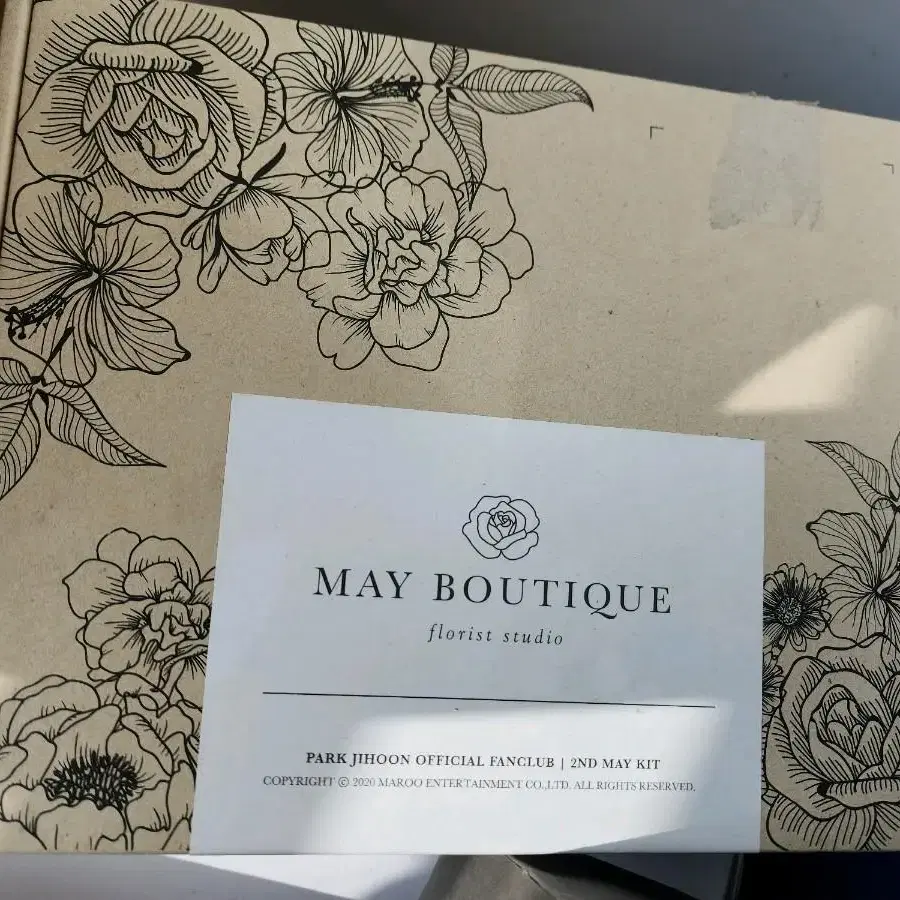 MAY BOUTIQUE
florist studio
PARK JIHOON OFFICIAL FANCLUB | 2ND MAY KIT
COPYRIGHT ⓒ 2020 MAROO ENTERTAINMENT CO.,LTD. ALL RIGHTS RESERVED.